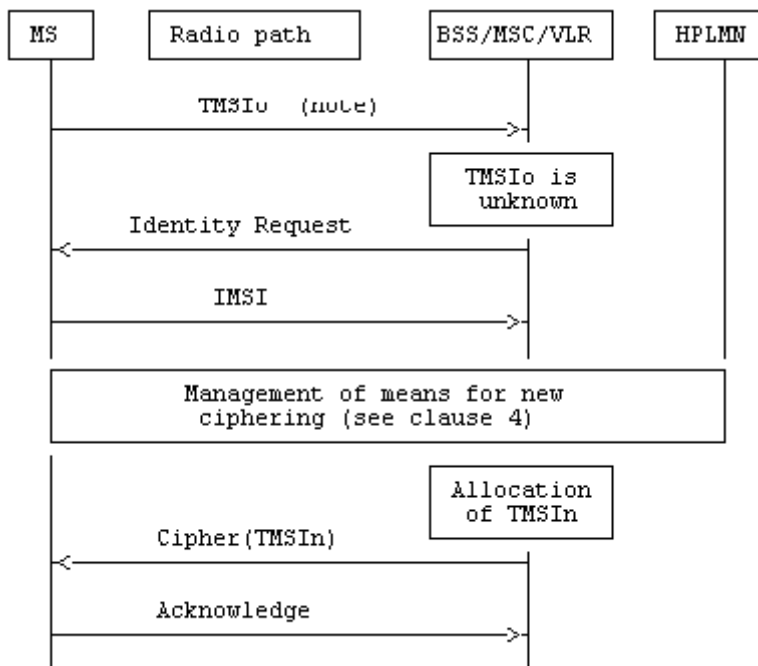 MS
Radio path
BSS/MSC/VLR
HPLMN
TMSIo (note)
TMSIo is
unknown
Identity Request
IMSI
Management of means for new
ciphering (see clause 4)
Allocation
of TMSIn
Cipher(TMSIn)
Acknowledge